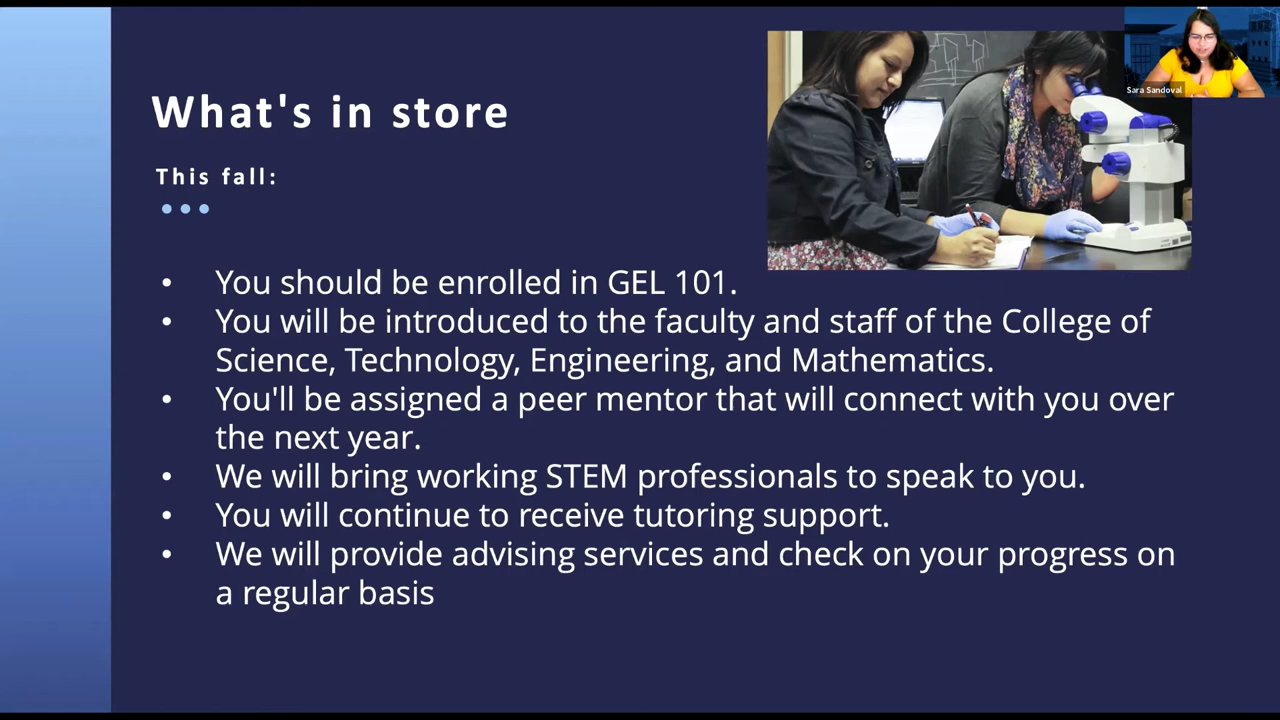 Sara Sandoval
What's in store
This fall:
• You should be enrolled in GEL 101.
• You will be introduced to the faculty and staff of the College of
Science, Technology, Engineering, and Mathematics.
• You'll be assigned a peer mentor that will connect with you over
the next year.
• We will bring working STEM professionals to speak to you.
• You will continue to receive tutoring support.
• We will provide advising services and check on your progress on
a regular basis